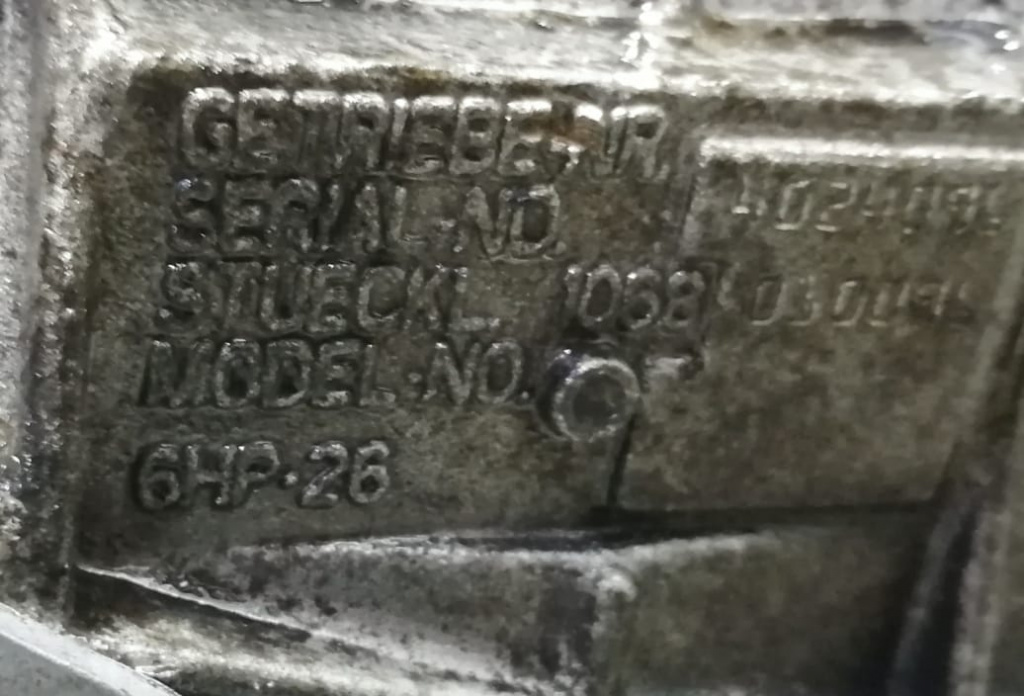 GETRIEBE-NR.
SERIAL-NO.
STUECKL. 1068
MODEL-NO.
6HP·26